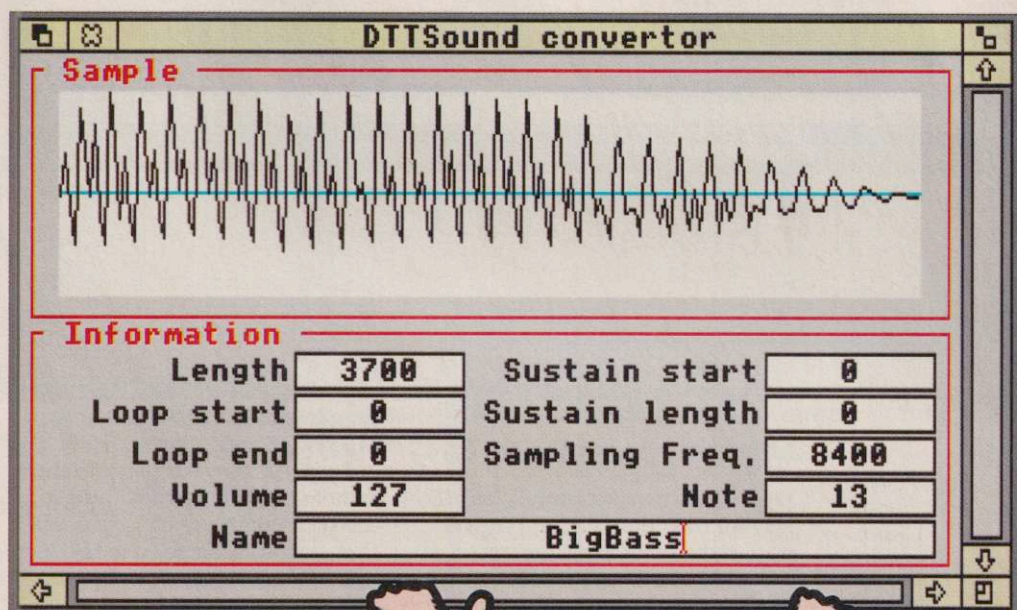 DTTSound convertor
Sample
Information
Length 3700 Sustain start 0
Loop start 0 Sustain length 0
Loop end 0 Sampling Freq. 8400
Volume 127 Note 13
Name BigBass